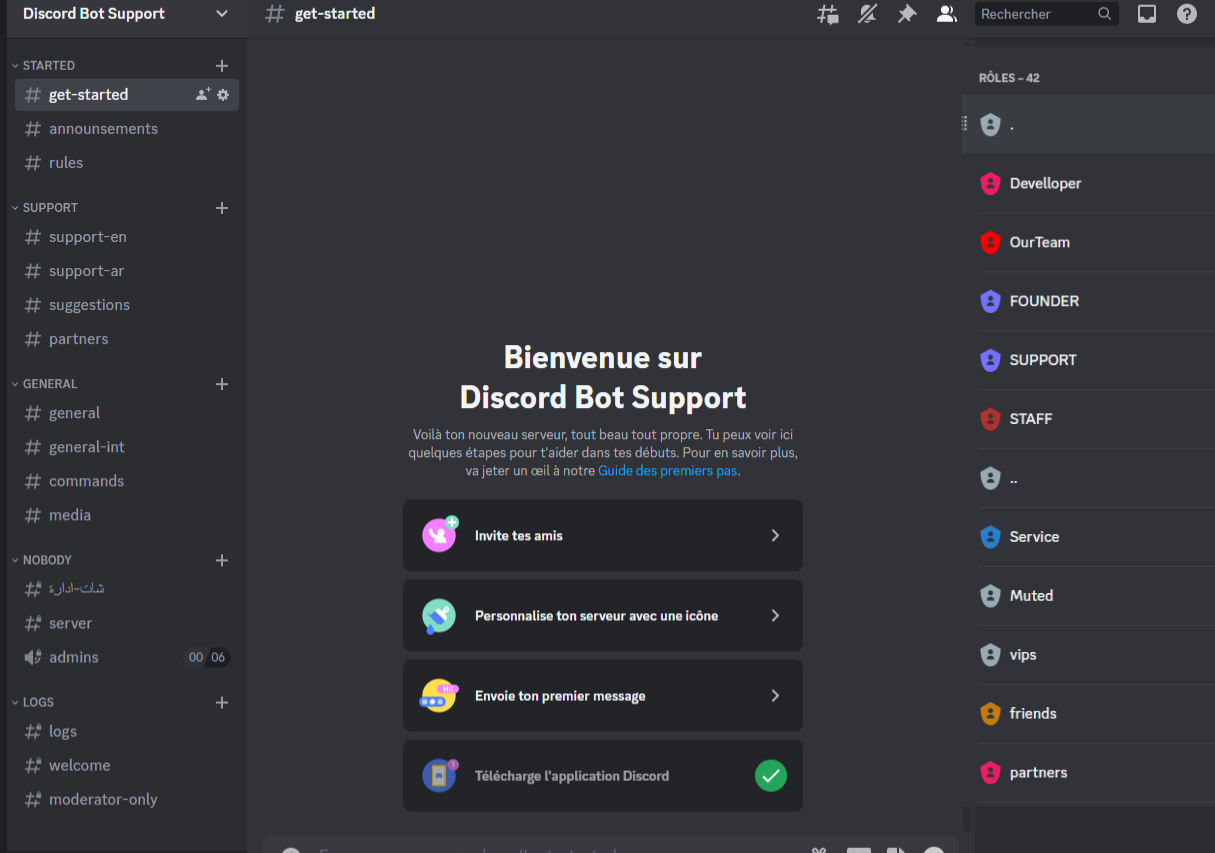 Discord Bot Support
get-started
Rechercher
STARTED
get-started
announsements
rules
SUPPORT
support-en
support-ar
suggestions
partners
GENERAL
general
general-int
commands
media
NOBODY
شات-ادارة
server
admins
00 06
LOGS
logs
welcome
moderator-only
Bienvenue sur
Discord Bot Support
Voilà ton nouveau serveur, tout beau tout propre. Tu peux voir ici
quelques étapes pour t'aider dans tes débuts. Pour en savoir plus,
va jeter un œil à notre Guide des premiers pas.
Invite tes amis
Personnalise ton serveur avec une icône
Envoie ton premier message
Télécharge l'application Discord
RÔLES – 42
.
Develloper
OurTeam
FOUNDER
SUPPORT
STAFF
..
Service
Muted
vips
friends
partners